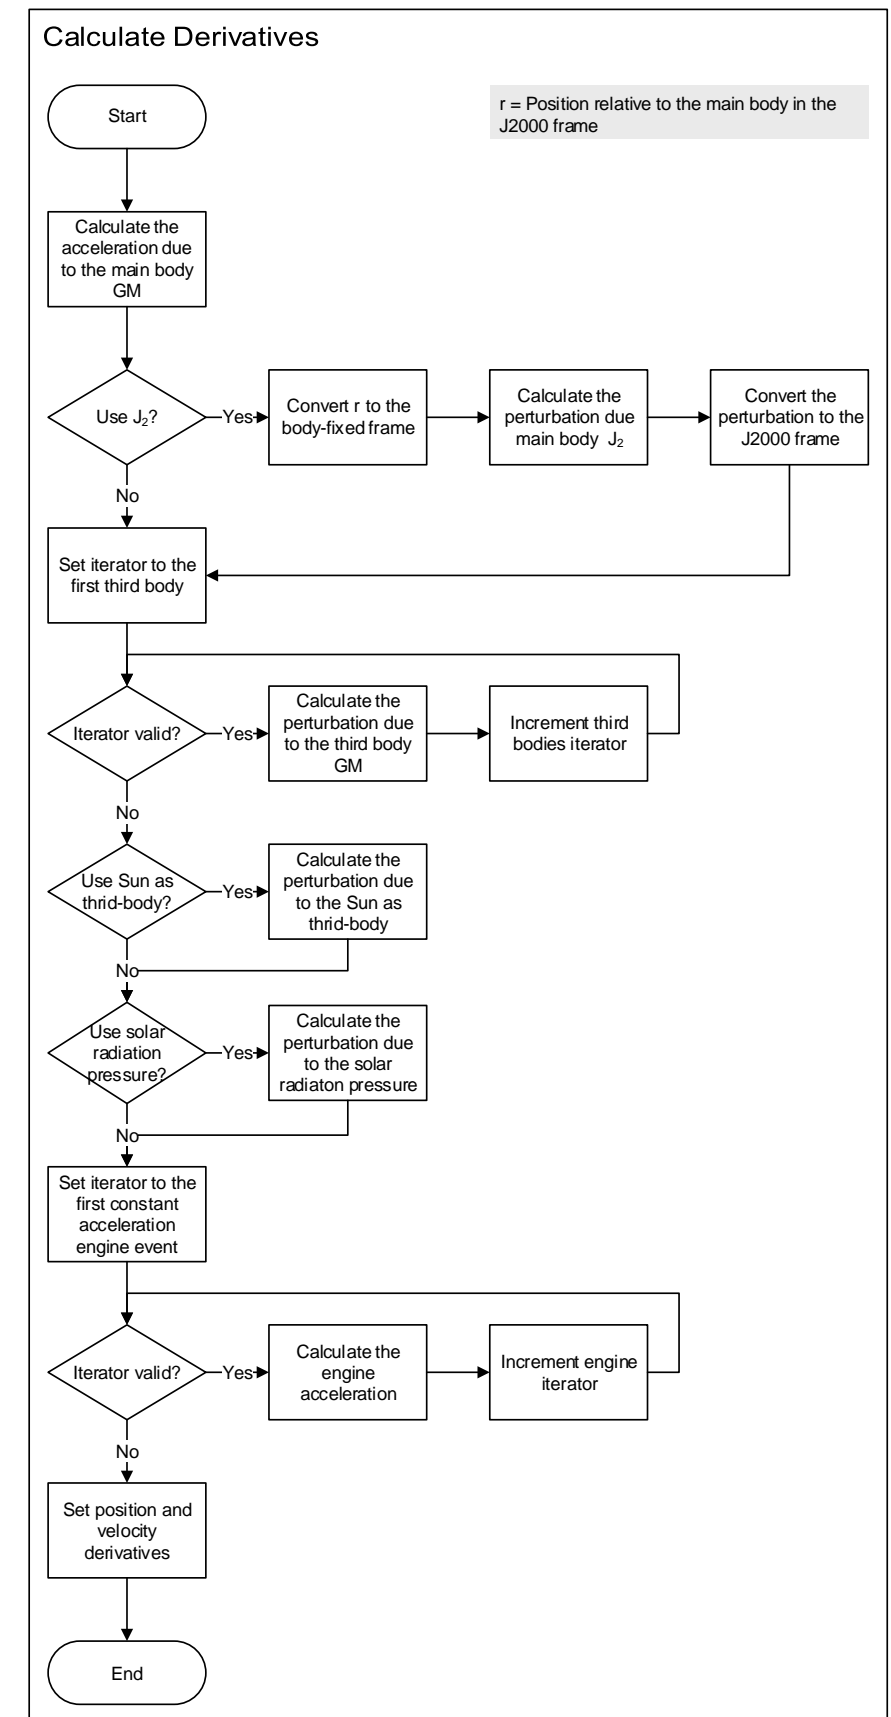 Calculate Derivatives
Start
r = Position relative to the main body in the
J2000 frame
Calculate the
acceleration due
to the main body
GM
Use J₂?
Yes
Convert r to the
body-fixed frame
Calculate the
perturbation due
main body J₂
Convert the
perturbation to the
J2000 frame
No
Set iterator to the
first third body
Iterator valid?
Yes
Calculate the
perturbation due
to the third body
GM
Increment third
bodies iterator
No
Use Sun as
thrid-body?
Yes
Calculate the
perturbation due
to the Sun as
thrid-body
No
Use solar
radiation
pressure?
Yes
Calculate the
perturbation due
to the solar
radiaton pressure
No
Set iterator to the
first constant
acceleration
engine event
Iterator valid?
Yes
Calculate the
engine
acceleration
Increment engine
iterator
No
Set position and
velocity
derivatives
End